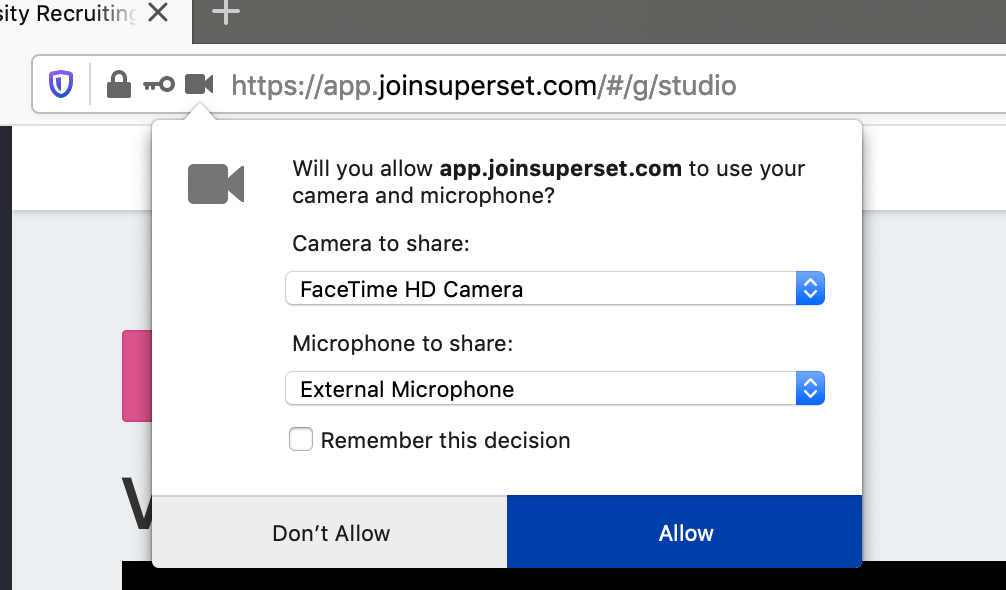 sity Recruiting
https://app.joinsuperset.com/#/g/studio
Will you allow app.joinsuperset.com to use your
camera and microphone?
Camera to share:
FaceTime HD Camera
Microphone to share:
External Microphone
Remember this decision
Don’t Allow
Allow